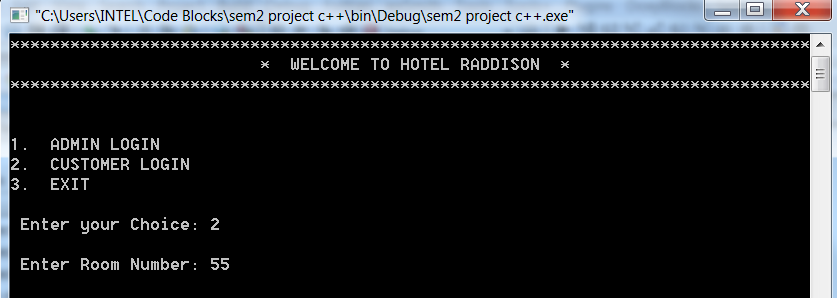 "C:\Users\INTEL\Code Blocks\sem2 project c++\bin\Debug\sem2 project c++.exe"
********************************************************************************
* WELCOME TO HOTEL RADDISON *
********************************************************************************
1. ADMIN LOGIN
2. CUSTOMER LOGIN
3. EXIT
Enter your Choice: 2
Enter Room Number: 55